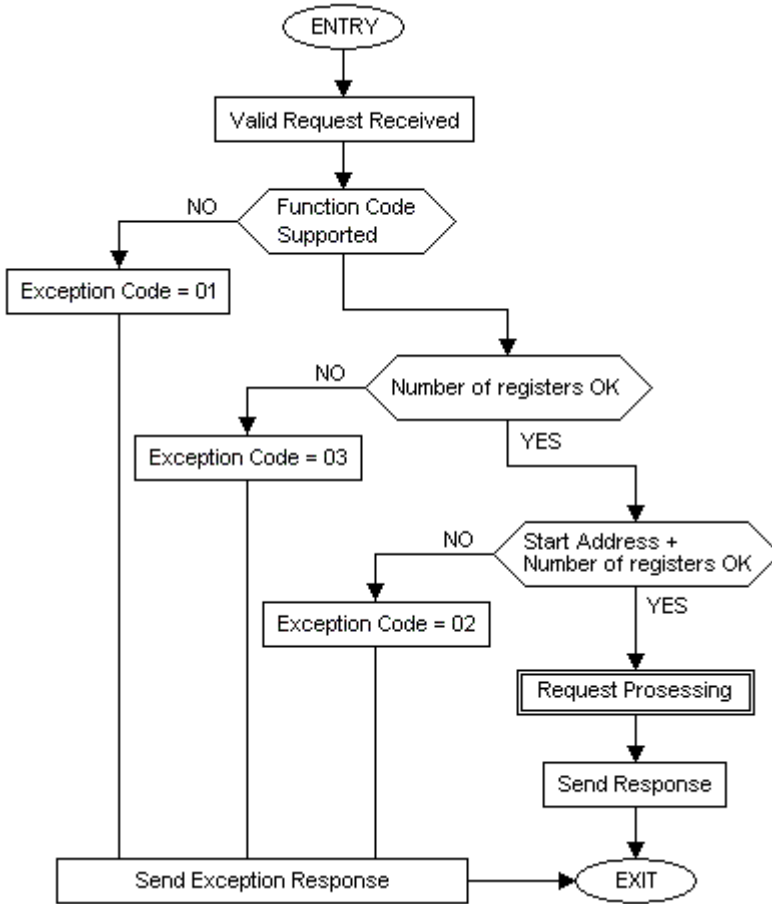 ENTRY
Valid Request Received
NO
Function Code
Supported
Exception Code = 01
NO
Number of registers OK
YES
Exception Code = 03
NO
Start Address +
Number of registers OK
YES
Exception Code = 02
Request Prosessing
Send Response
Send Exception Response
EXIT